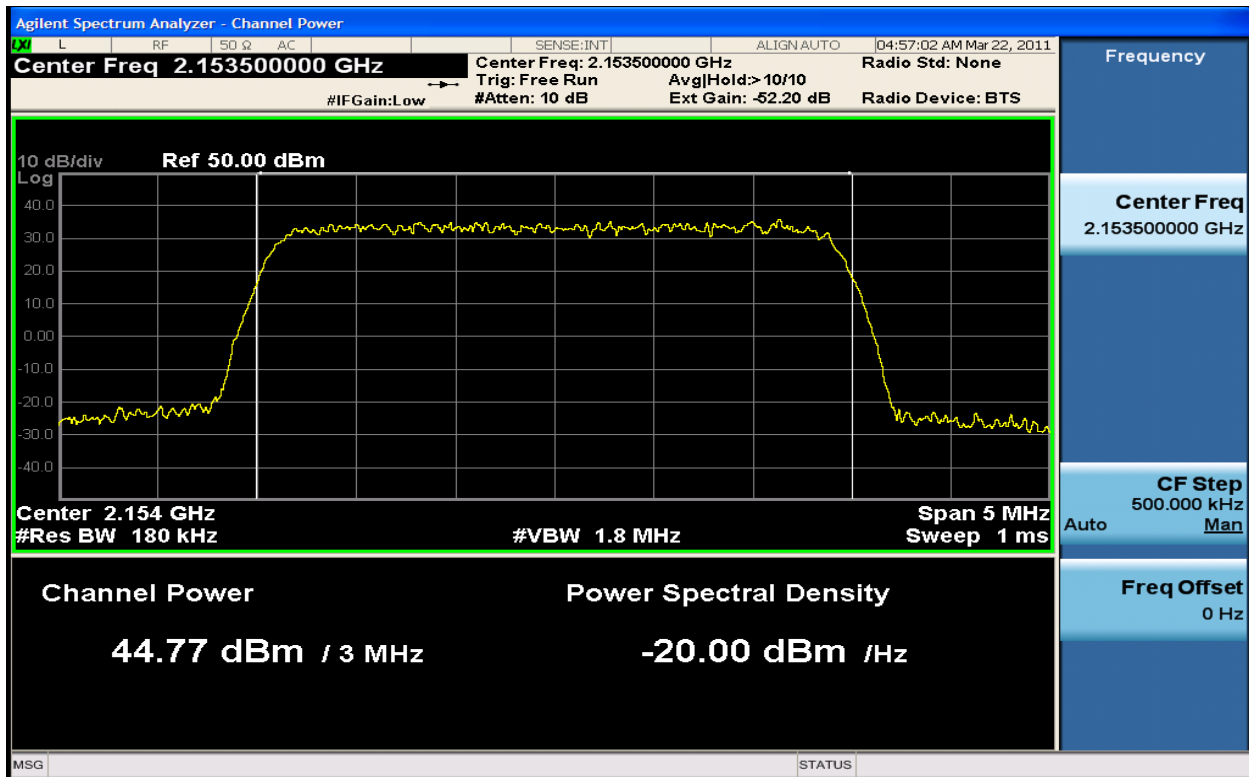 Agilent Spectrum Analyzer - Channel Power
LXI L RF 50 Ω AC SENSE:INT ALIGN AUTO 04:57:02 AM Mar 22, 2011
Center Freq 2.153500000 GHz
Center Freq: 2.153500000 GHz Radio Std: None
Trig: Free Run Avg|Hold:>10/10
#IFGain:Low #Atten: 10 dB Ext Gain: -52.20 dB Radio Device: BTS
10 dB/div Ref 50.00 dBm
Log
40.0
30.0
20.0
10.0
0.00
-10.0
-20.0
-30.0
-40.0
Center 2.154 GHz Span 5 MHz
#Res BW 180 kHz #VBW 1.8 MHz Sweep 1 ms
Channel Power Power Spectral Density
44.77 dBm / 3 MHz -20.00 dBm /Hz
MSG STATUS
Frequency
Center Freq
2.153500000 GHz
CF Step
500.000 kHz
Auto Man
Freq Offset
0 Hz